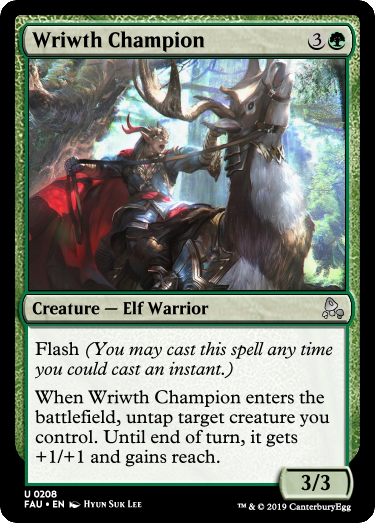 Wriwth Champion 3
Creature — Elf Warrior
Flash (You may cast this spell any time
you could cast an instant.)
When Wriwth Champion enters the
battlefield, untap target creature you
control. Until end of turn, it gets
+1/+1 and gains reach.
3/3
U 0208
FAU • EN Hyun Suk Lee
™ & © 2019 CanterburyEgg